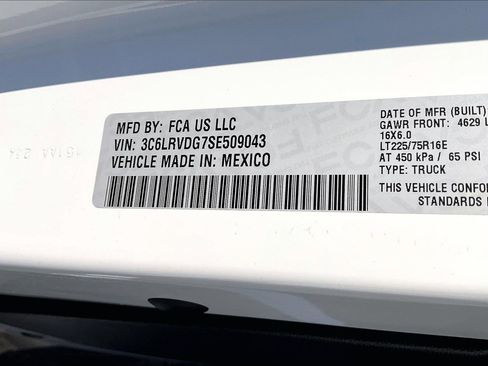 MFD BY: FCA US LLC
VIN: 3C6LRVDG7SE509043
VEHICLE MADE IN: MEXICO
DATE OF MFR (BUILT)
GAWR FRONT: 4629 L
16X6.0
LT225/75R16E
AT 450 kPa / 65 PSI
TYPE: TRUCK
THIS VEHICLE CONFOR
STANDARDS